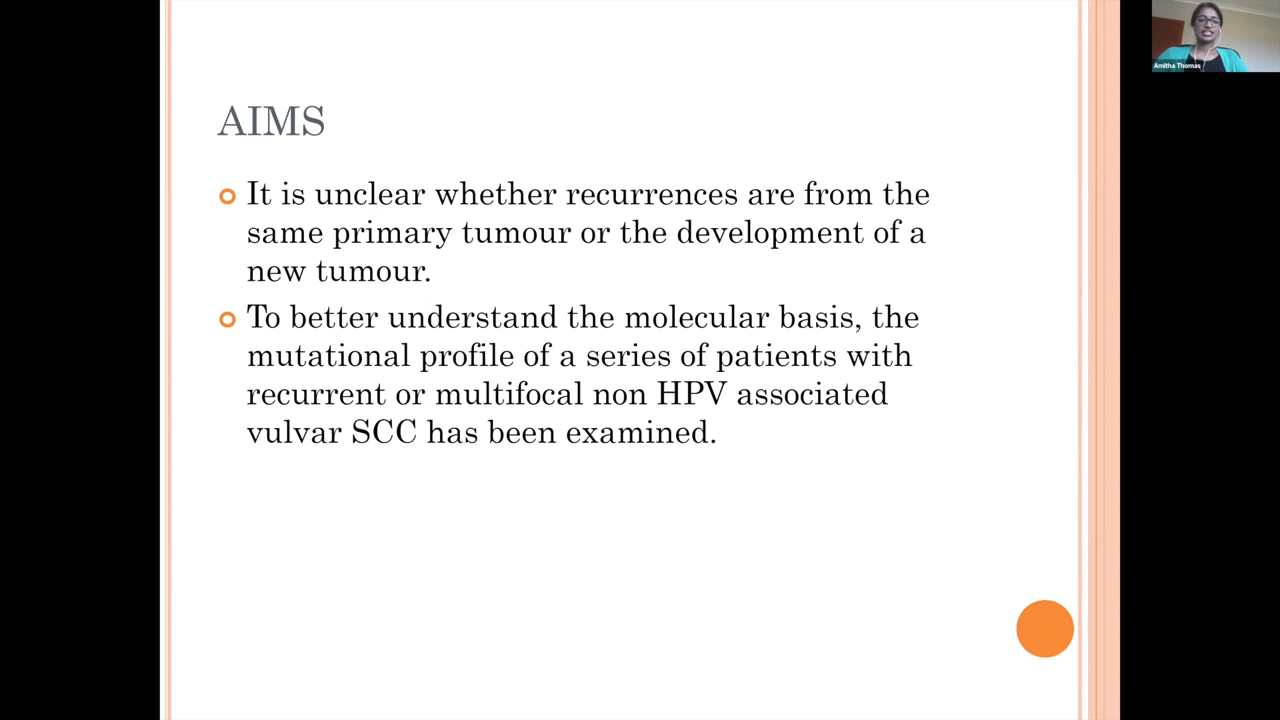 AIMS
It is unclear whether recurrences are from the
same primary tumour or the development of a
new tumour.
To better understand the molecular basis, the
mutational profile of a series of patients with
recurrent or multifocal non HPV associated
vulvar SCC has been examined.
Amitha Thomas